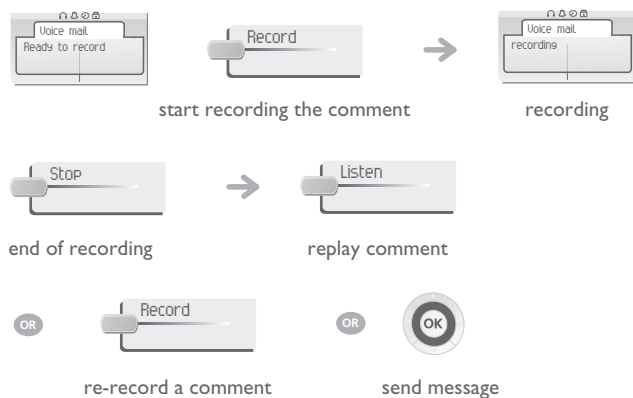 Voice mail
Ready to record
Record
Voice mail
recording
start recording the comment
recording
Stop
Listen
end of recording
replay comment
OR
Record
OR
OK
re-record a comment
send message